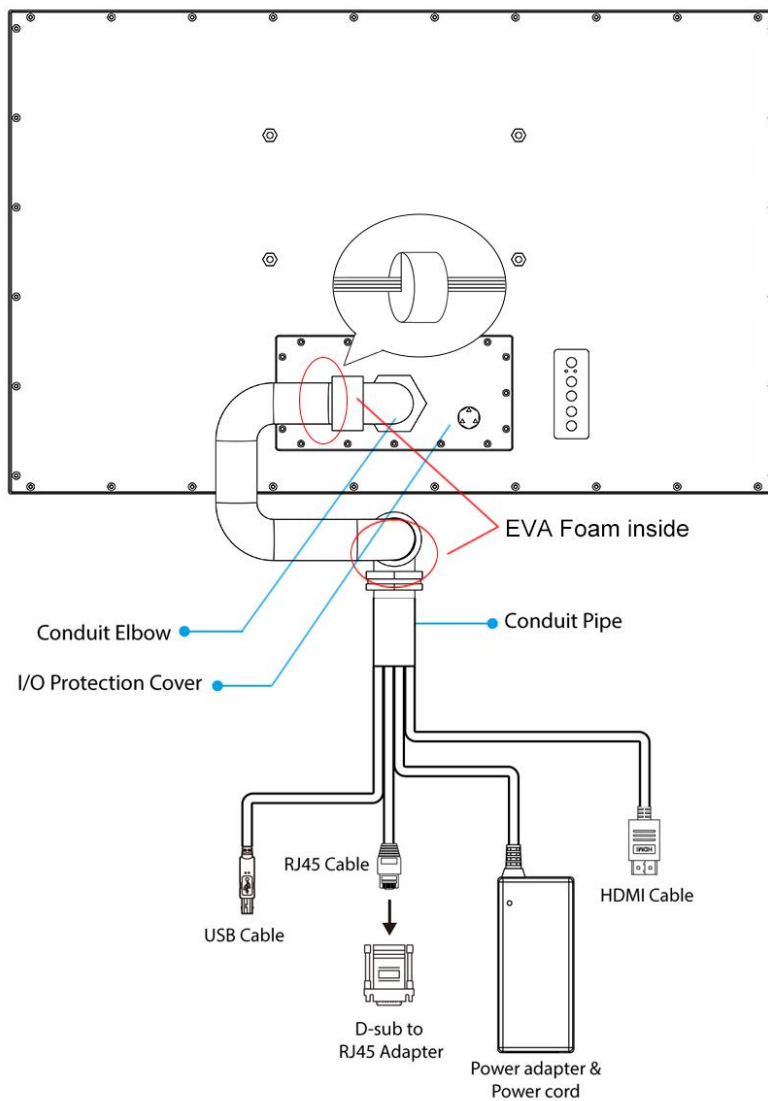 EVA Foam inside
Conduit Elbow
Conduit Pipe
I/O Protection Cover
RJ45 Cable
HDMI
HDMI Cable
USB Cable
D-sub to
RJ45 Adapter
Power adapter &
Power cord